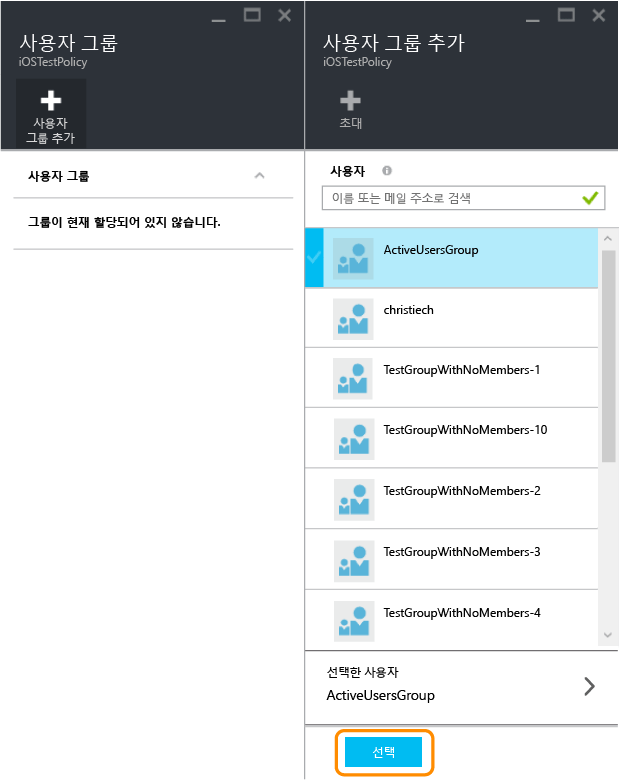 사용자 그룹
iOSTestPolicy
사용자
그룹 추가
사용자 그룹
그룹이 현재 할당되어 있지 않습니다.
사용자 그룹 추가
iOSTestPolicy
초대
사용자
이름 또는 메일 주소로 검색
ActiveUsersGroup
christiech
TestGroupWithNoMembers-1
TestGroupWithNoMembers-10
TestGroupWithNoMembers-2
TestGroupWithNoMembers-3
TestGroupWithNoMembers-4
선택한 사용자
ActiveUsersGroup
선택